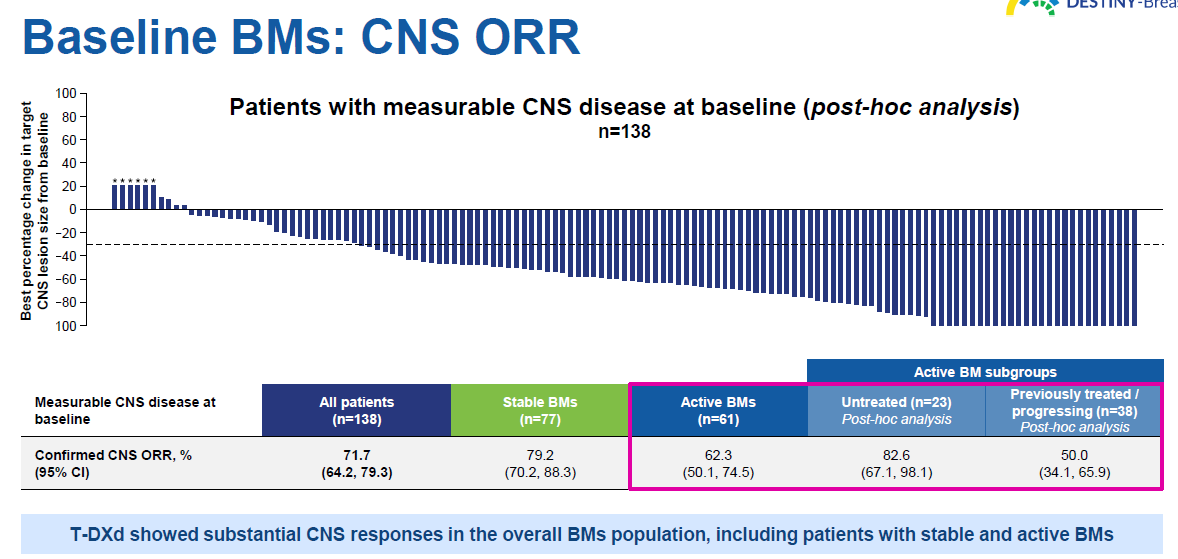 DESTINY-Breas
Baseline BMs: CNS ORR
Best percentage change in target
CNS lesion size from baseline
100
80
60
40
20
0
−20
−40
−60
−80
100
Patients with measurable CNS disease at baseline (post-hoc analysis)
n=138
* * * * * *
Active BM subgroups
Measurable CNS disease at
baseline
All patients
(n=138)
Stable BMs
(n=77)
Active BMs
(n=61)
Untreated (n=23)
Post-hoc analysis
Previously treated /
progressing (n=38)
Post-hoc analysis
Confirmed CNS ORR, %
(95% CI)
71.7
(64.2, 79.3)
79.2
(70.2, 88.3)
62.3
(50.1, 74.5)
82.6
(67.1, 98.1)
50.0
(34.1, 65.9)
T-DXd showed substantial CNS responses in the overall BMs population, including patients with stable and active BMs